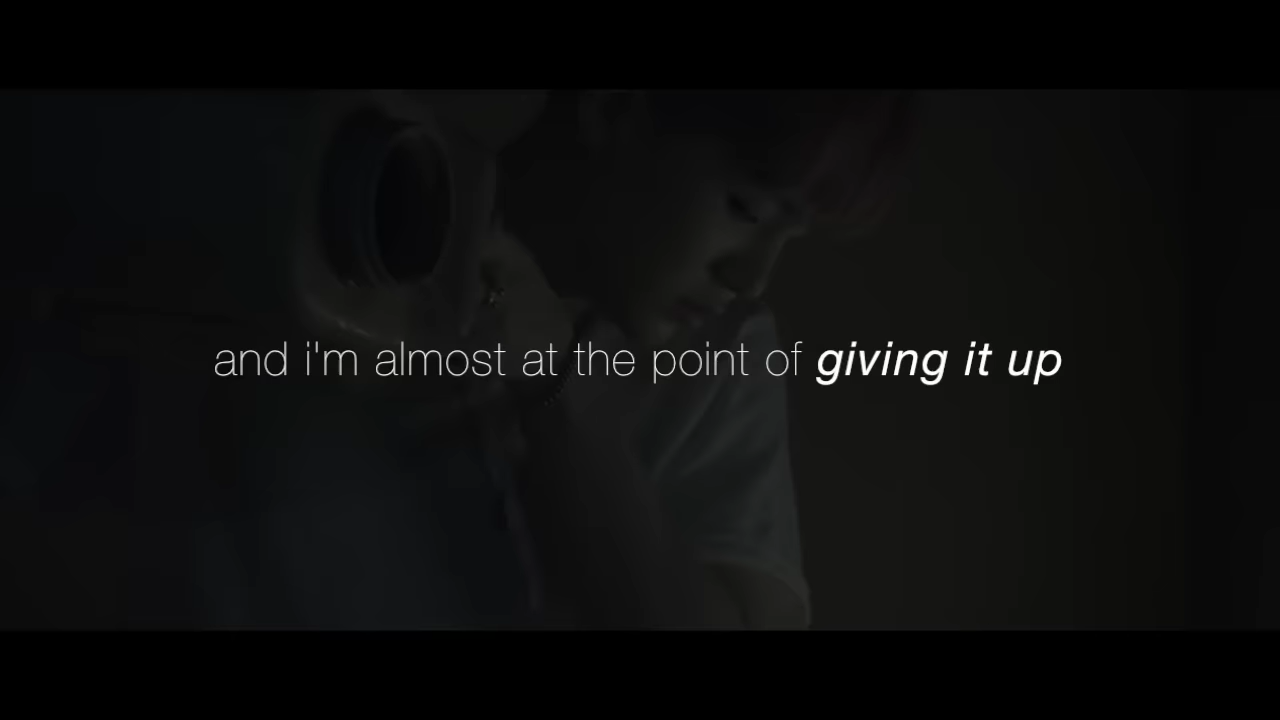 and i'm almost at the point of giving it up